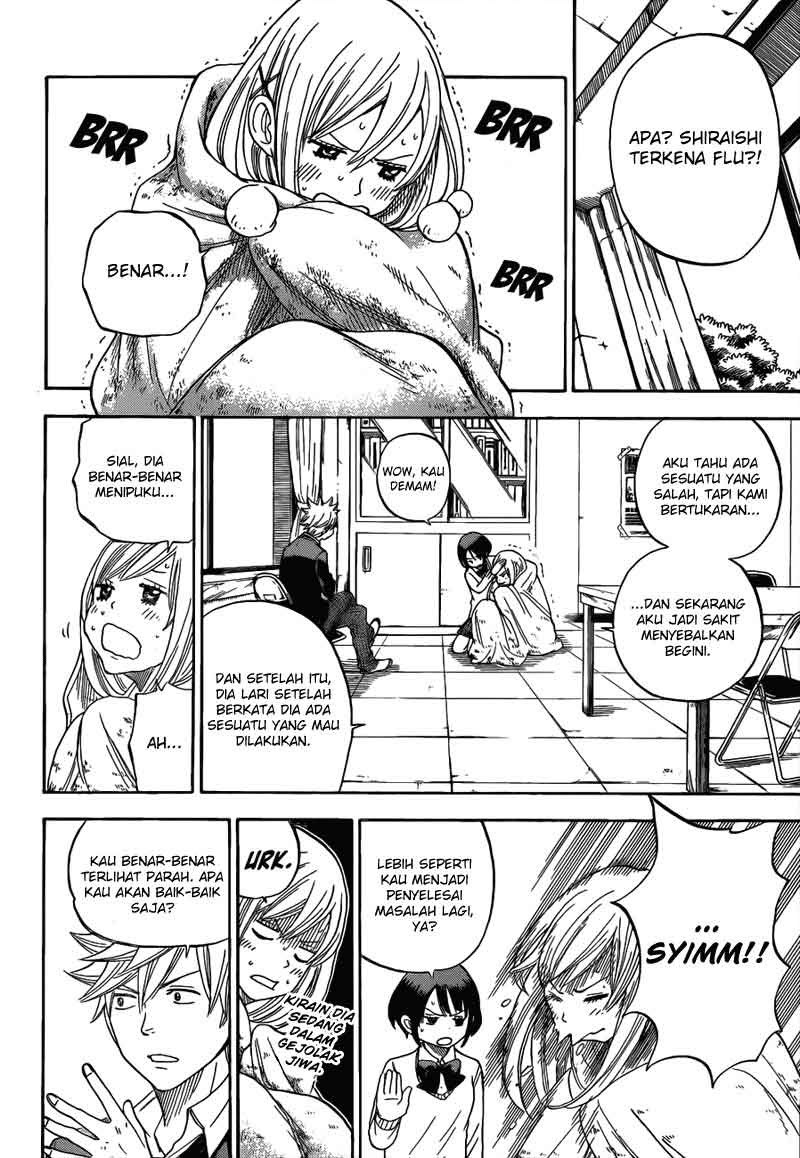 APA? SHIRAISHI
TERKENA FLU?!
BRR
BRR
BRR
BENAR...!
AKU TAHU ADA
SESUATU YANG
SALAH, TAPI KAMI
BERTUKARAN...
...DAN SEKARANG
AKU JADI SAKIT
MENYEBALKAN
BEGINI.
WOW, KAU
DEMAM!
DAN SETELAH ITU,
DIA LARI SETELAH
BERKATA DIA ADA
SESUATU YANG MAU
DILAKUKAN.
SIAL, DIA
BENAR-BENAR
MENIPUKU...
AH...
...
SYIMM!!
LEBIH SEPERTI
KAU MENJADI
PENYELESAI
MASALAH LAGI,
YA?
URK.
KIRAIN DIA
SEDANG
DALAM
GEJOLAK
JIWA.
KAU BENAR-BENAR
TERLIHAT PARAH. APA
KAU AKAN BAIK-BAIK
SAJA?